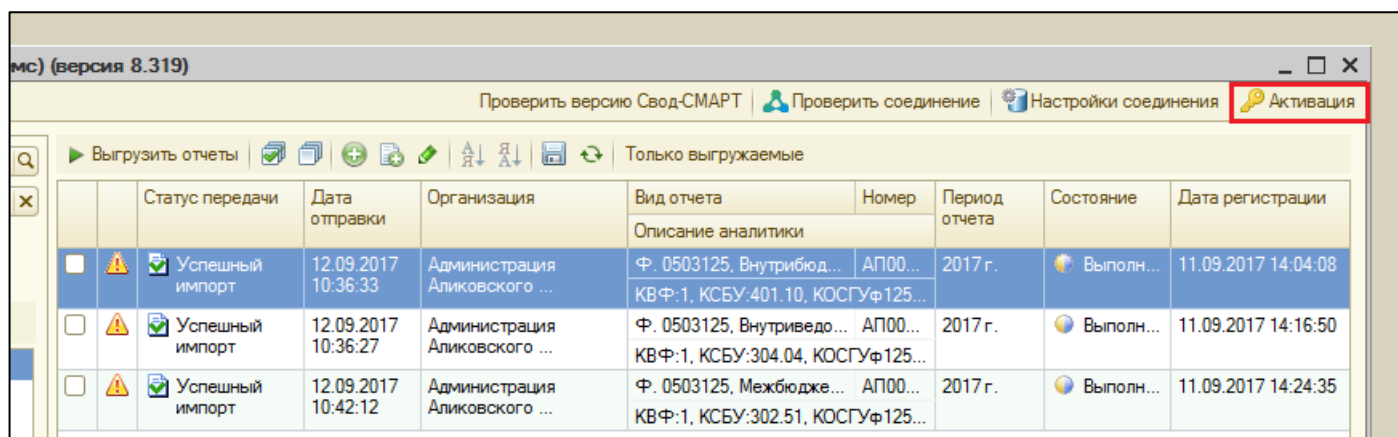 мс) (версия 8.319)
Проверить версию Свод-СМАРТ Проверить соединение Настройки соединения Активация
Выгрузить отчеты Только выгружаемые
Статус передачи Дата отправки Организация Вид отчета Номер Период отчета Состояние Дата регистрации
Описание аналитики
Успешный импорт 12.09.2017 10:36:33 Администрация Аликовского ... Ф. 0503125, Внутрибюд... АП00... 2017 г. Выполн... 11.09.2017 14:04:08
КВФ:1, КСБУ:401.10, КОСГУф125...
Успешный импорт 12.09.2017 10:36:27 Администрация Аликовского ... Ф. 0503125, Внутриведо... АП00... 2017 г. Выполн... 11.09.2017 14:16:50
КВФ:1, КСБУ:304.04, КОСГУф125...
Успешный импорт 12.09.2017 10:42:12 Администрация Аликовского ... Ф. 0503125, Межбюдже... АП00... 2017 г. Выполн... 11.09.2017 14:24:35
КВФ:1, КСБУ:302.51, КОСГУф125...